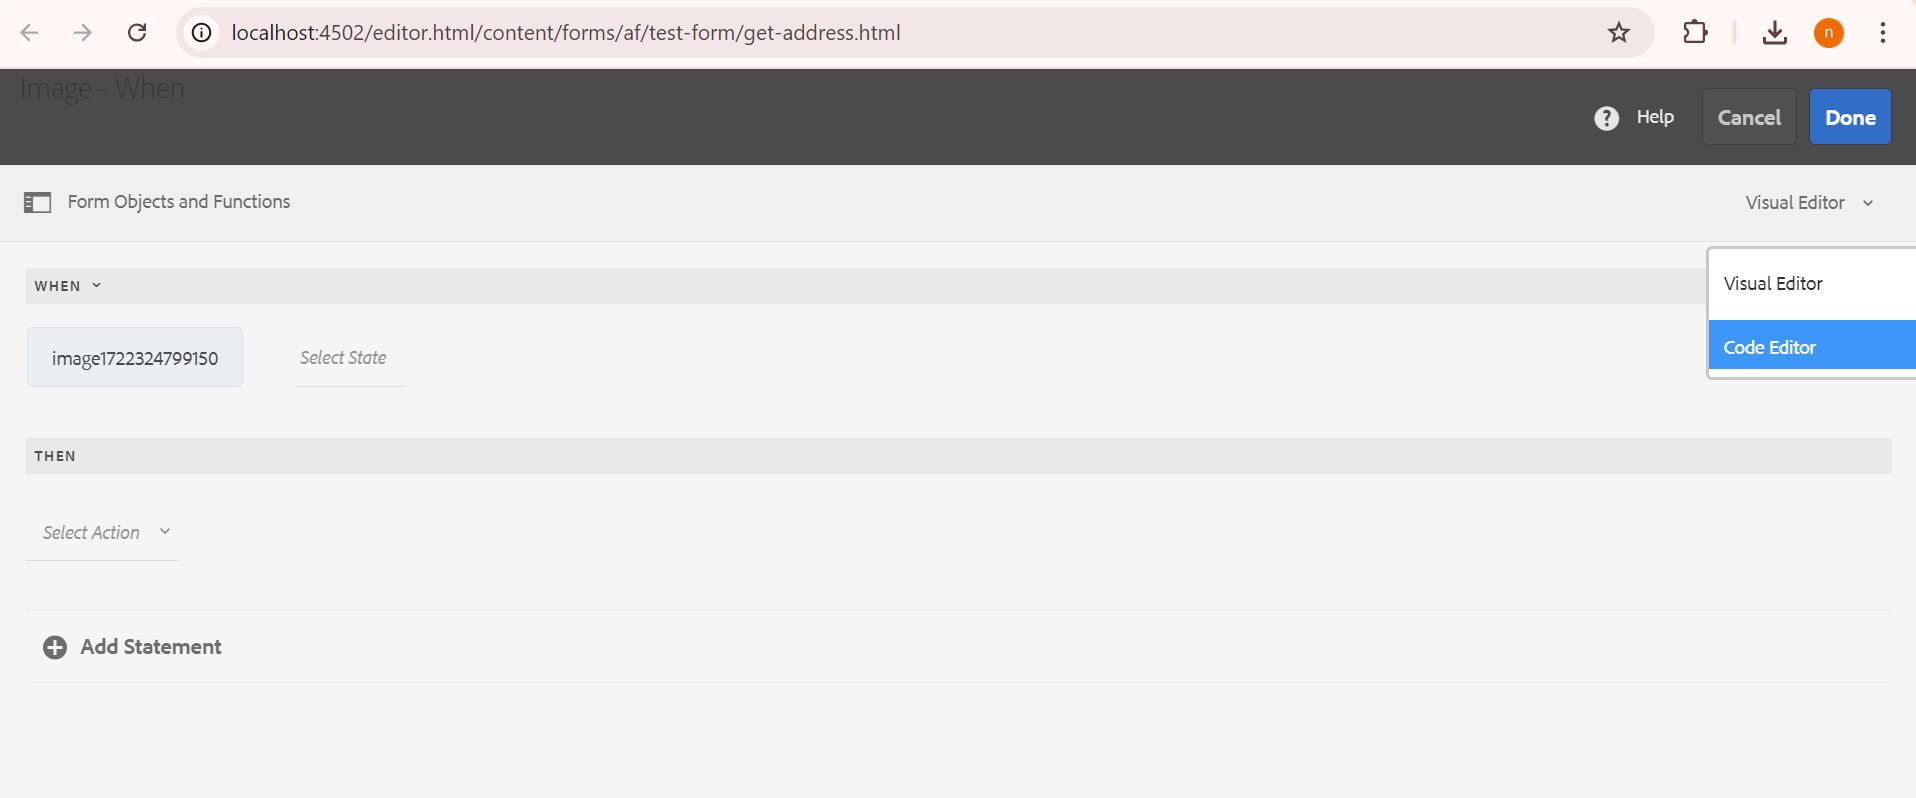 localhost:4502/editor.html/content/forms/af/test-form/get-address.html
n
Image - When
? Help
Cancel
Done
Form Objects and Functions
Visual Editor
WHEN
Visual Editor
image1722324799150
Select State
Code Editor
THEN
Select Action
Add Statement